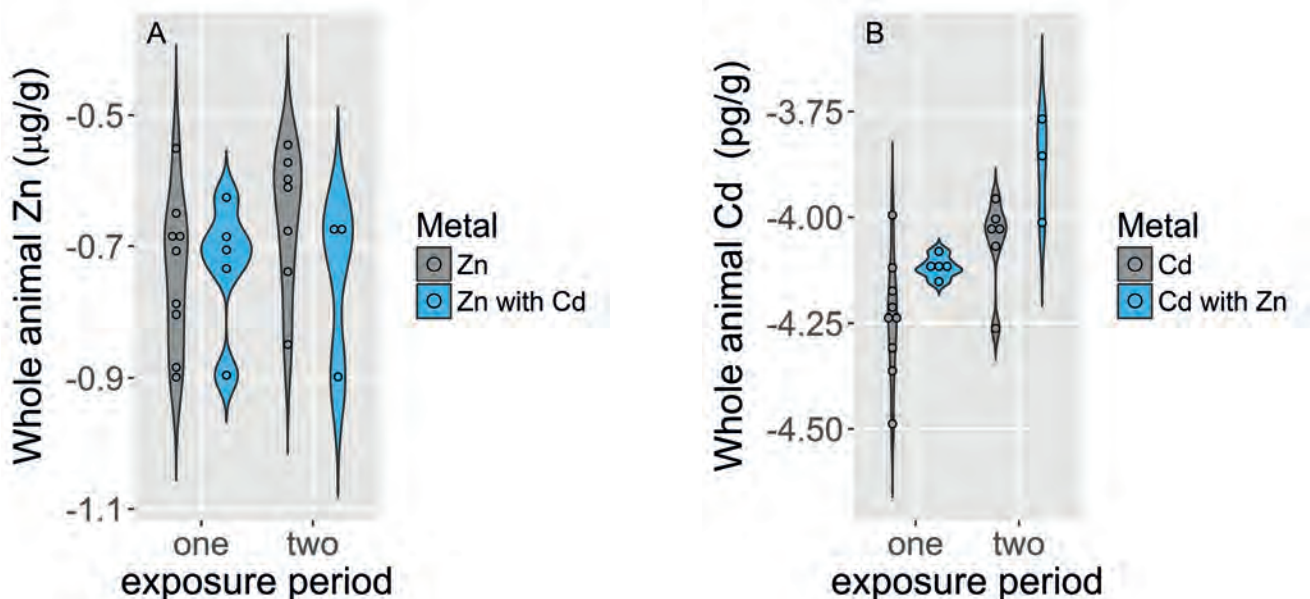 A
Whole animal Zn (µg/g)
-0.5
-0.7
-0.9
-1.1
one two
exposure period
Metal
Zn
Zn with Cd
B
Whole animal Cd (pg/g)
-3.75
-4.00
-4.25
-4.50
one two
exposure period
Metal
Cd
Cd with Zn